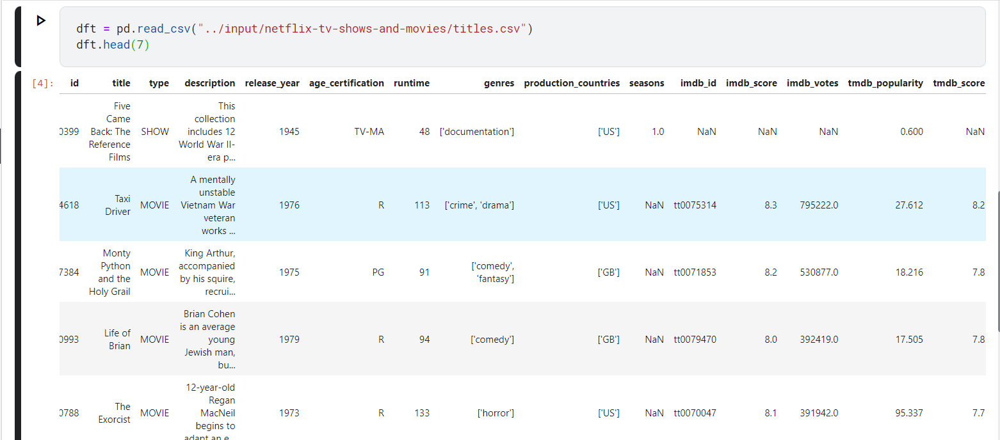 dft = pd.read_csv("../input/netflix-tv-shows-and-movies/titles.csv")
dft.head(7)
[4]: id title type description release_year age_certification runtime genres production_countries seasons imdb_id imdb_score imdb_votes tmdb_popularity tmdb_score
Five This
Came collection
Back: The includes 12
0399 SHOW 1945 TV-MA 48 ['documentation'] ['US'] 1.0 NaN NaN NaN 0.600 NaN
Reference World War II-
Films era p...
A mentally
unstable
Taxi Vietnam War
4618 MOVIE 1976 R 113 ['crime', 'drama'] ['US'] NaN tt0075314 8.3 795222.0 27.612 8.2
Driver veteran
works ...
Monty King Arthur,
Python accompanied ['comedy',
7384 MOVIE 1975 PG 91 ['GB'] NaN tt0071853 8.2 530877.0 18.216 7.8
and the by his squire, 'fantasy']
Holy Grail recrui...
Brian Cohen
is an average
Life of young
0993 MOVIE 1979 R 94 ['comedy'] ['GB'] NaN tt0079470 8.0 392419.0 17.505 7.8
Brian Jewish man,
bu...
12-year-old
Regan
The MacNeil
0788 MOVIE 1973 R 133 ['horror'] ['US'] NaN tt0070047 8.1 391942.0 95.337 7.7
Exorcist begins to
adapt an e...